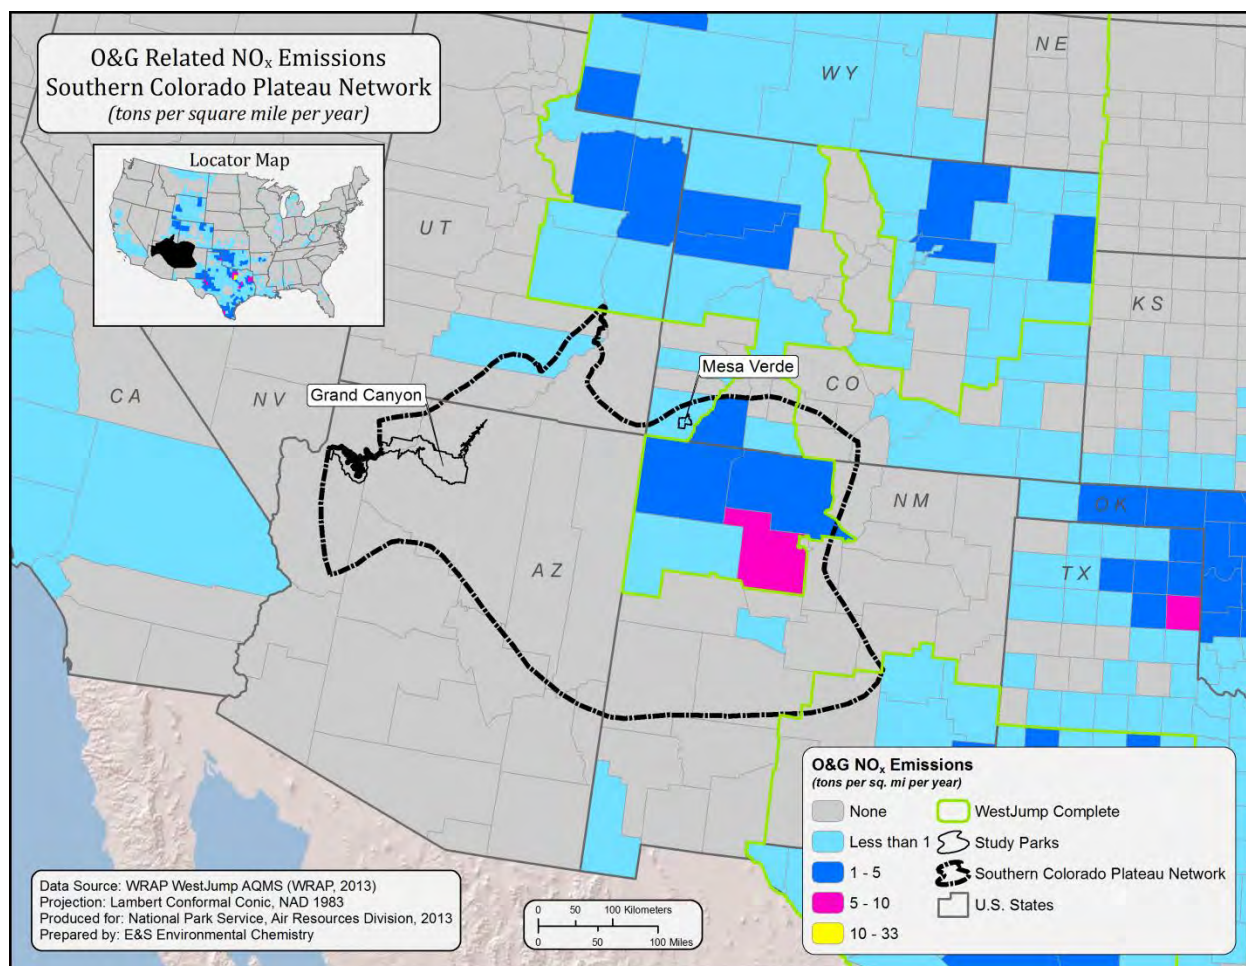 O&G Related NOx Emissions
Southern Colorado Plateau Network
(tons per square mile per year)
Locator Map
WY
NE
UT
KS
CA
NV
CO
Mesa Verde
Grand Canyon
AZ
NM
OK
TX
O&G NOx Emissions
(tons per sq. mi per year)
None
Less than 1
1 - 5
5 - 10
10 - 33
WestJump Complete
Study Parks
Southern Colorado Plateau Network
U.S. States
Data Source: WRAP WestJump AQMS (WRAP, 2013)
Projection: Lambert Conformal Conic, NAD 1983
Produced for: National Park Service, Air Resources Division, 2013
Prepared by: E&S Environmental Chemistry
0 50 100 Kilometers
0 50 100 Miles